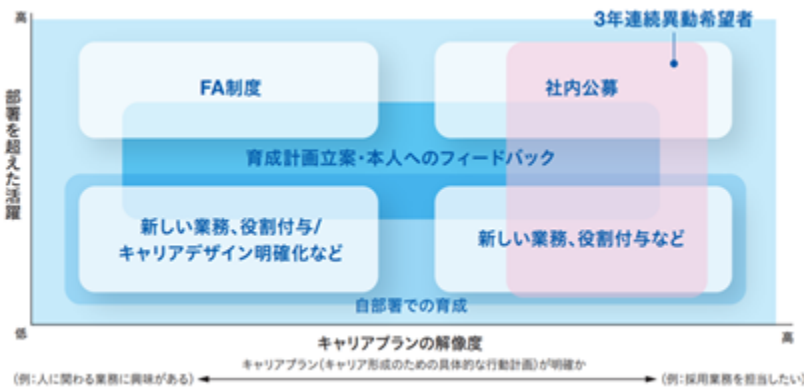 高
3年連続異動希望者
部署を超えた活躍
FA制度
社内公募
育成計画立案・本人へのフィードバック
新しい業務、役割付与/
キャリアデザイン明確化など
新しい業務、役割付与など
自部署での育成
低
キャリアプランの解像度
高
キャリアプラン(キャリア形成のための具体的な行動計画)が明確か
(例:人に関わる業務に興味がある)
(例:採用業務を担当したい)